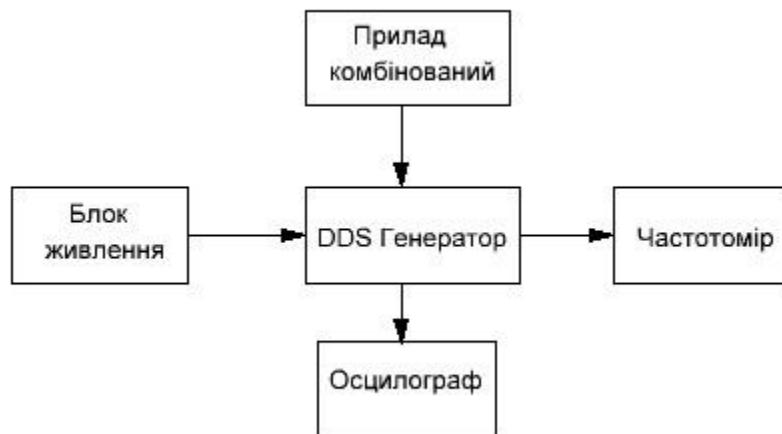 Прилад
комбінований
Блок
живлення
DDS Генератор
Частотомір
Осцилограф